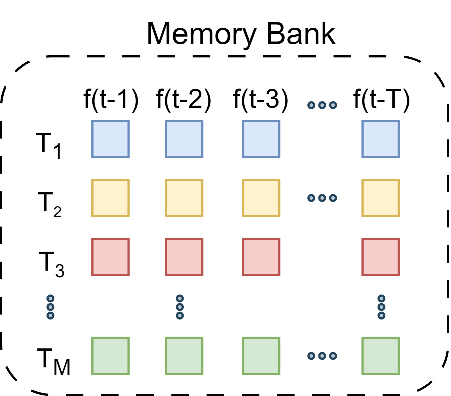 Memory Bank
f(t-1) f(t-2) f(t-3) f(t-T)
T1
T2
T3
TM